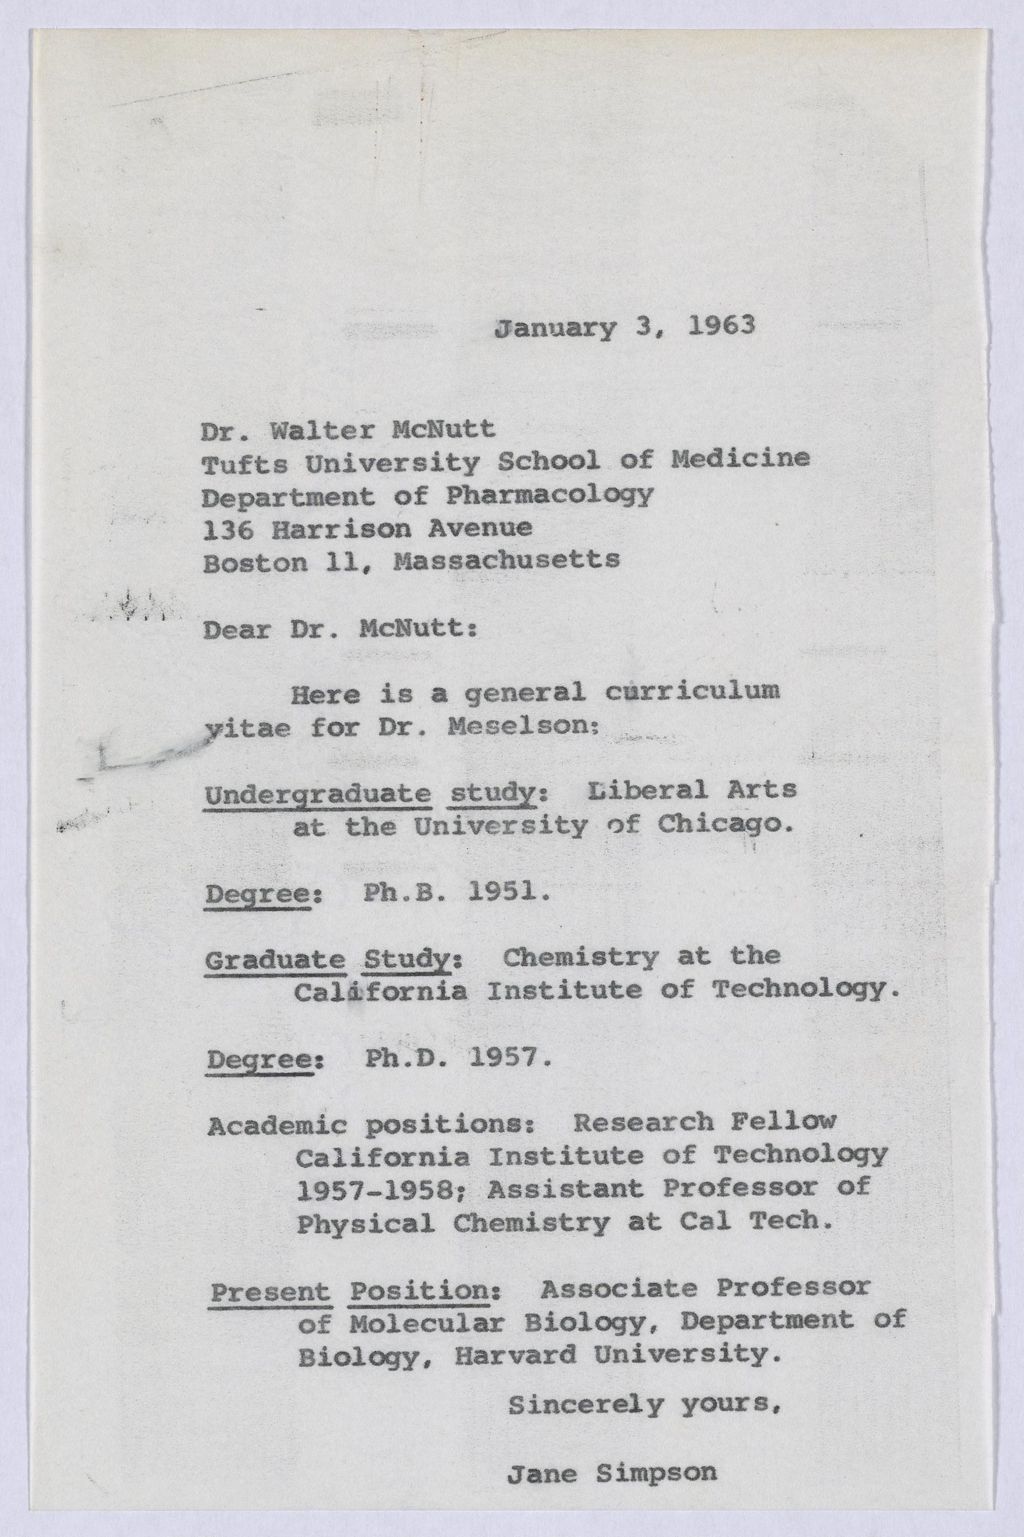 January 3, 1963
Dr. Walter McNutt
Tufts University School of Medicine
Department of Pharmacology
136 Harrison Avenue
Boston 11, Massachusetts
Dear Dr. McNutt:
Here is a general curriculum
vitae for Dr. Meselson:
Undergraduate study: Liberal Arts
at the University of Chicago.
Degree: Ph.B. 1951.
Graduate Study: Chemistry at the
California Institute of Technology.
Degree: Ph.D. 1957.
Academic positions: Research Fellow
California Institute of Technology
1957-1958; Assistant Professor of
Physical Chemistry at Cal Tech.
Present Position: Associate Professor
of Molecular Biology, Department of
Biology, Harvard University.
Sincerely yours,
Jane Simpson